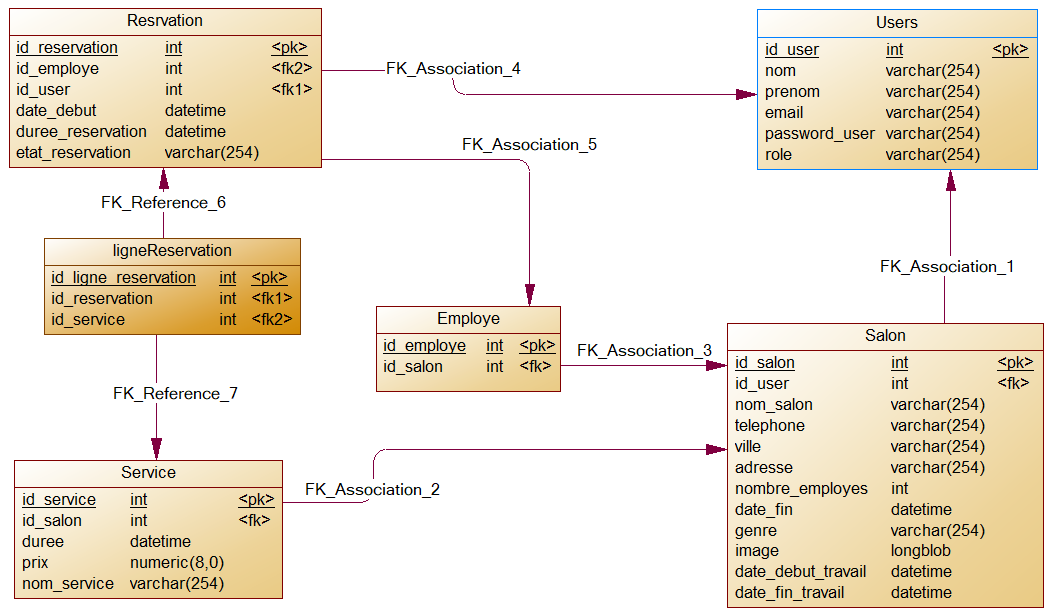 Resrvation
id_reservation int <pk>
id_employe int <fk2>
id_user int <fk1>
date_debut datetime
duree_reservation datetime
etat_reservation varchar(254)
Users
id_user int <pk>
nom varchar(254)
prenom varchar(254)
email varchar(254)
password_user varchar(254)
role varchar(254)
FK_Association_4
FK_Association_5
FK_Reference_6
ligneReservation
id_ligne_reservation int <pk>
id_reservation int <fk1>
id_service int <fk2>
FK_Association_1
Employe
id_employe int <pk>
id_salon int <fk>
FK_Association_3
Salon
id_salon int <pk>
id_user int <fk>
nom_salon varchar(254)
telephone varchar(254)
ville varchar(254)
adresse varchar(254)
nombre_employes int
date_fin datetime
genre varchar(254)
image longblob
date_debut_travail datetime
date_fin_travail datetime
FK_Reference_7
Service
id_service int <pk>
id_salon int <fk>
duree datetime
prix numeric(8,0)
nom_service varchar(254)
FK_Association_2